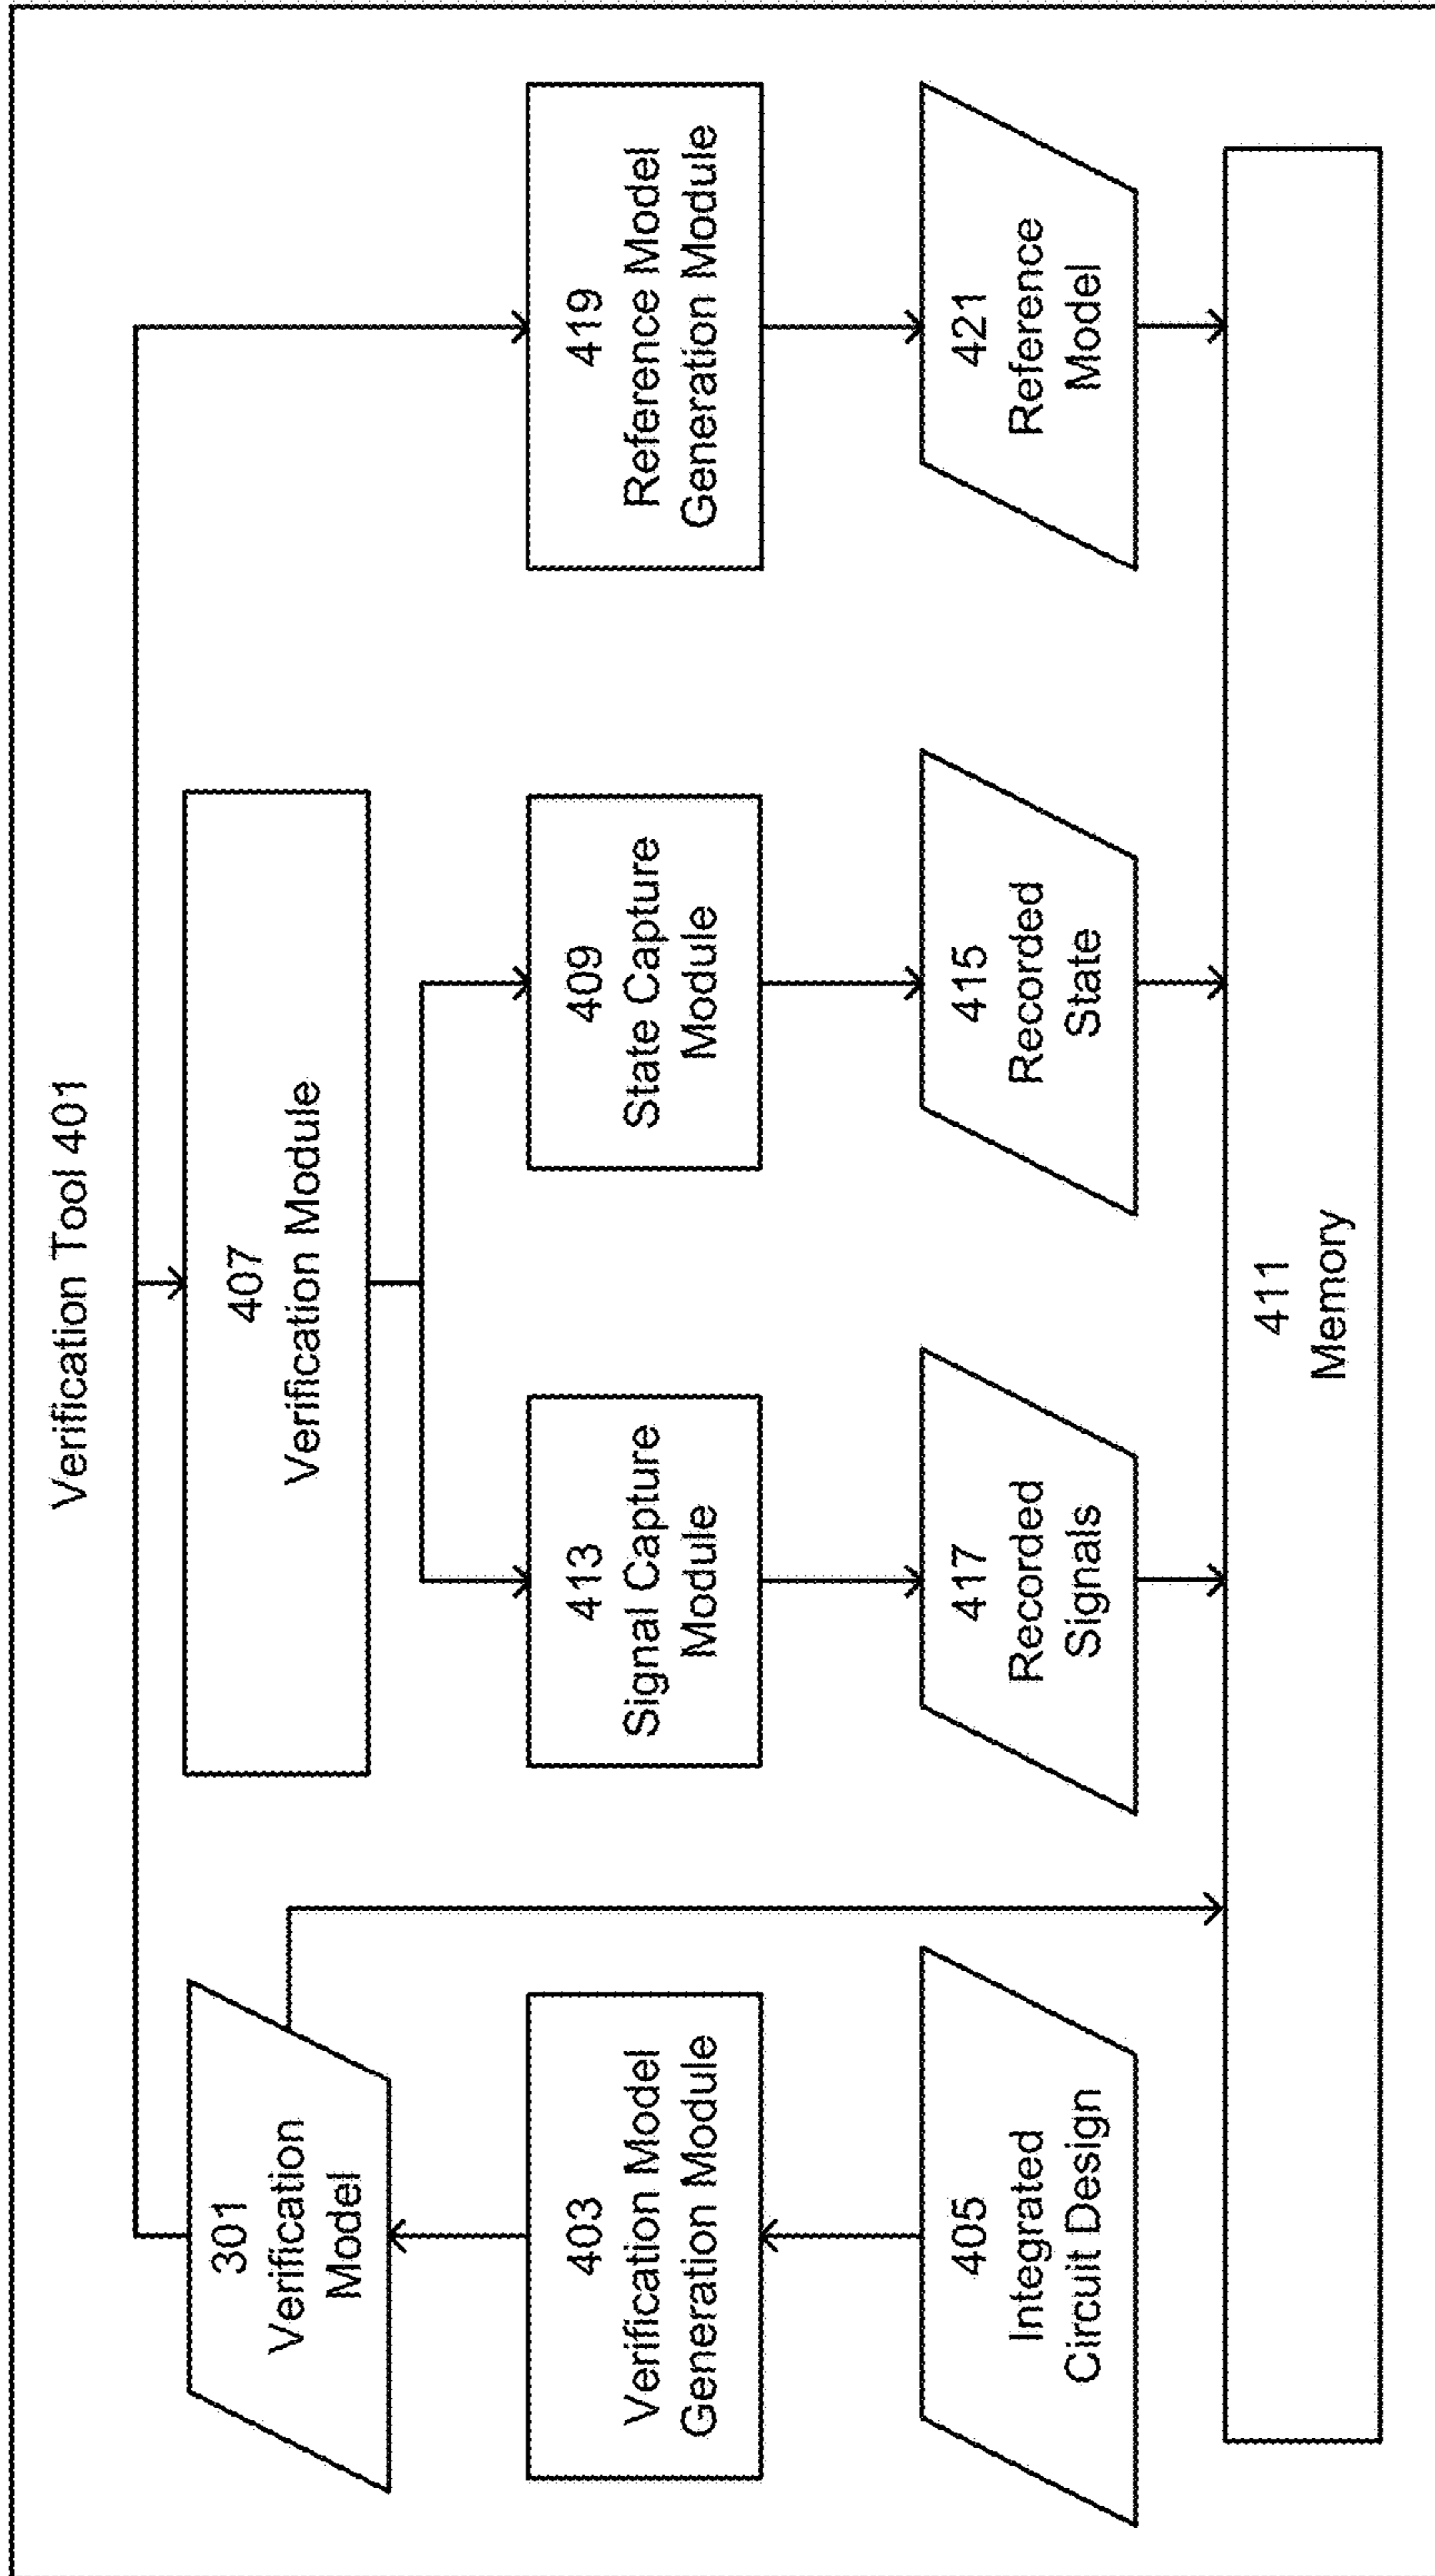 Verification Tool 401
301
Verification
Model
407
Verification Module
403
Verification Model
Generation Module
413
Signal Capture
Module
409
State Capture
Module
419
Reference Model
Generation Module
405
Integrated
Circuit Design
417
Recorded
Signals
415
Recorded
State
421
Reference
Model
411
Memory